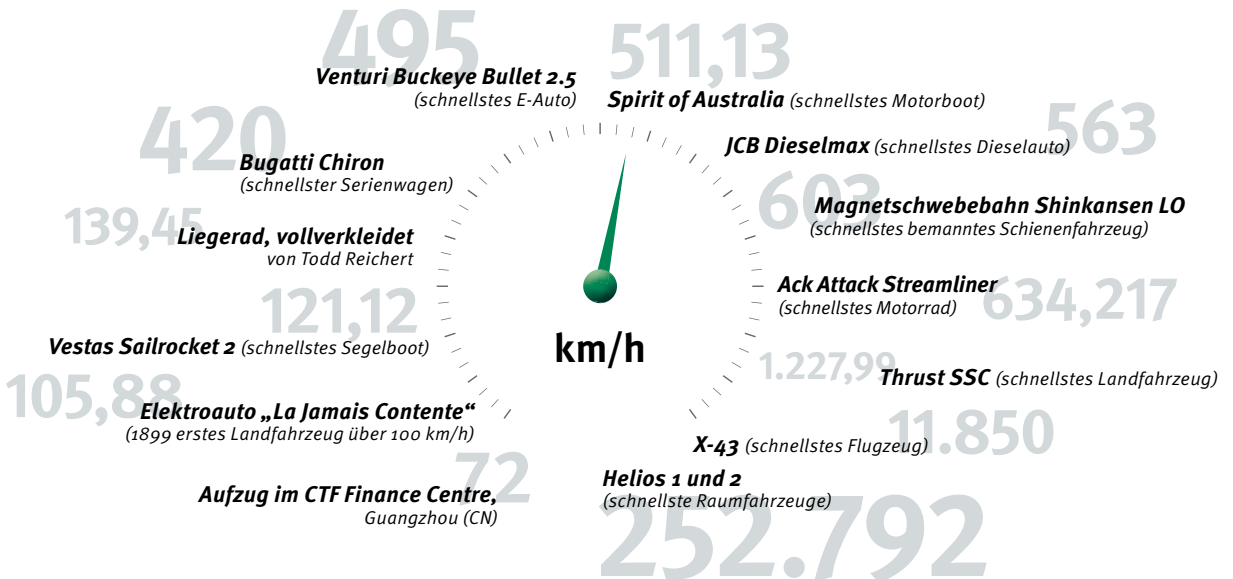 495
Venturi Buckeye Bullet 2.5
(schnellstes E-Auto)
511,13
Spirit of Australia (schnellstes Motorboot)
420
Bugatti Chiron
(schnellster Serienwagen)
563
JCB Dieselmax (schnellstes Dieselauto)
139,45
Liegerad, vollverkleidet
von Todd Reichert
603
Magnetschwebebahn Shinkansen LO
(schnellstes bemanntes Schienenfahrzeug)
121,12
Vestas Sailrocket 2 (schnellstes Segelboot)
634,217
Ack Attack Streamliner
(schnellstes Motorrad)
km/h
105,88
Elektroauto „La Jamais Contente“
(1899 erstes Landfahrzeug über 100 km/h)
1.227,99
Thrust SSC (schnellstes Landfahrzeug)
72
Aufzug im CTF Finance Centre,
Guangzhou (CN)
11.850
X-43 (schnellstes Flugzeug)
Helios 1 und 2
(schnellste Raumfahrzeuge)
252.792